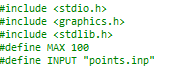 #include <stdio.h>
#include <graphics.h>
#include <stdlib.h>
#define MAX 100
#define INPUT "points.inp"